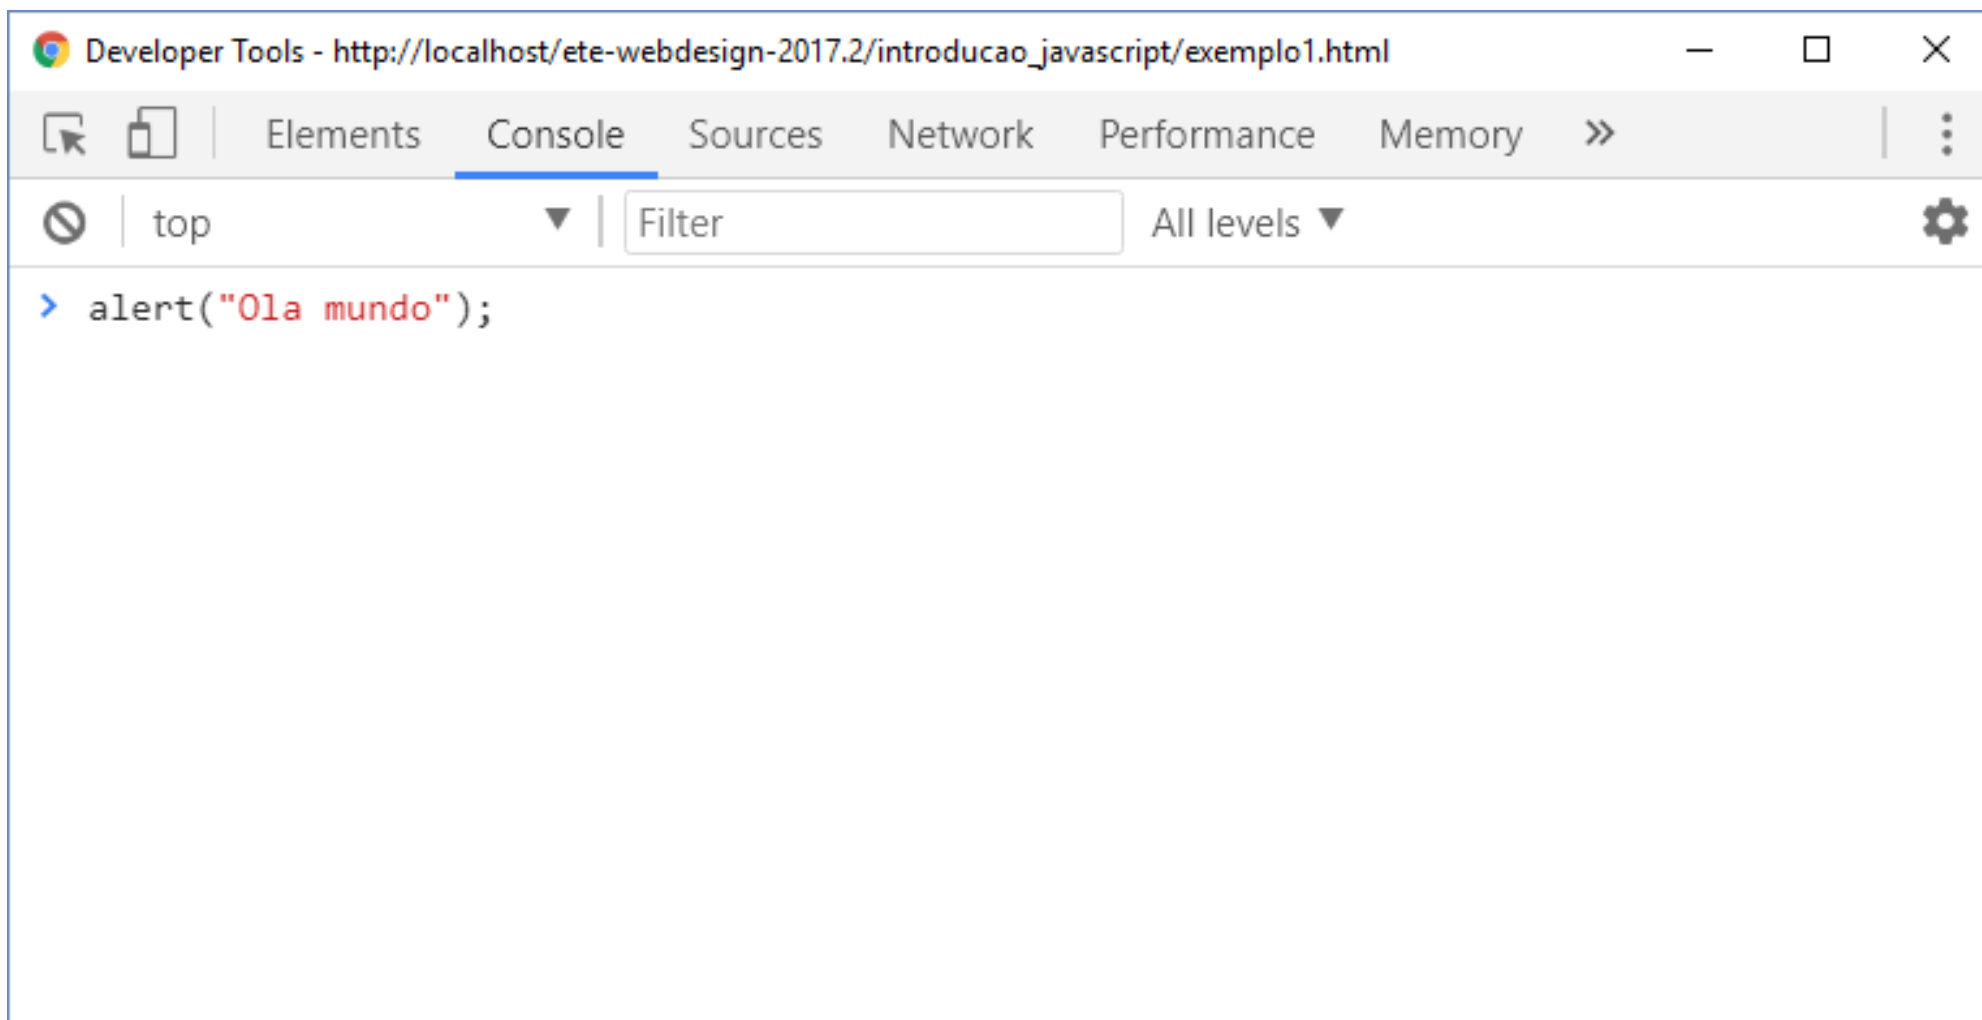 Developer Tools - http://localhost/ete-webdesign-2017.2/introducao_javascript/exemplo1.html
Elements Console Sources Network Performance Memory »
top Filter All levels
> alert("Ola mundo");